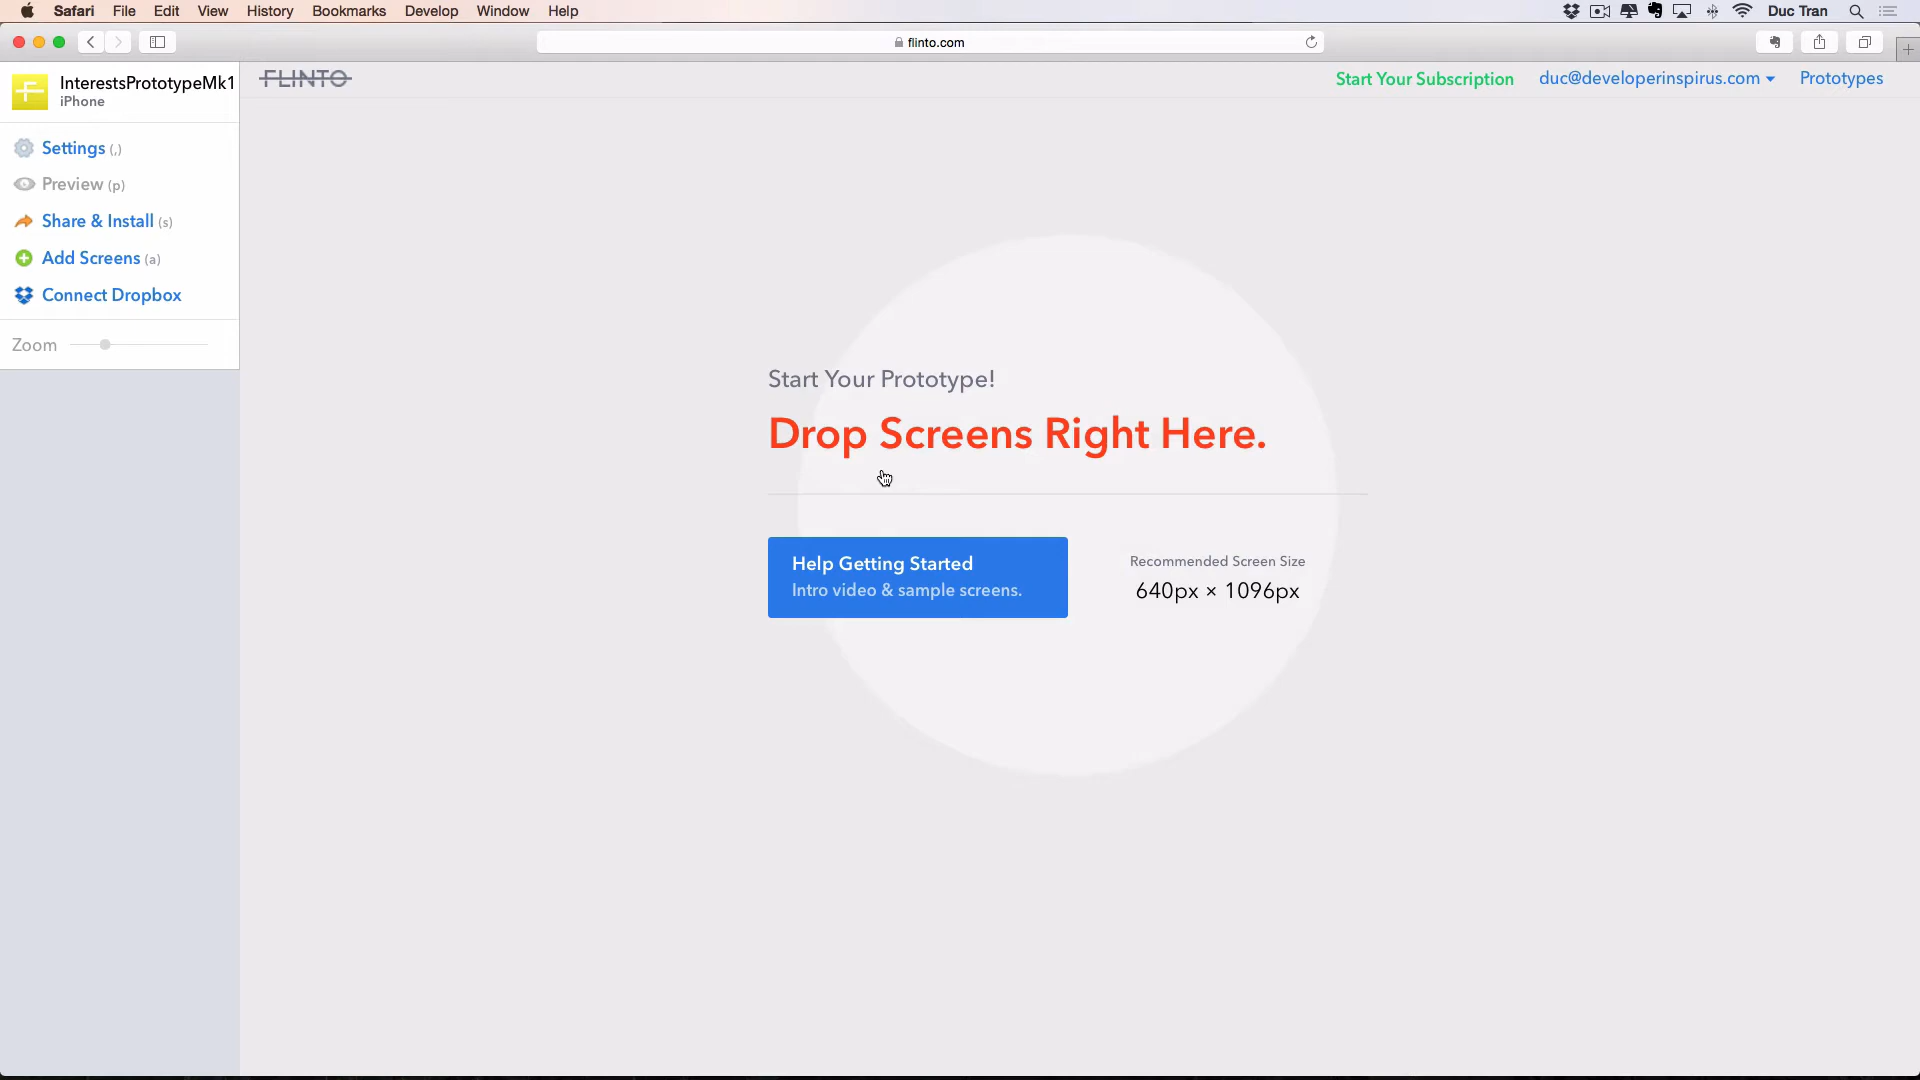 Safari File Edit View History Bookmarks Develop Window Help Duc Tran
flinto.com
InterestsPrototypeMk1
iPhone
FLINTO
Start Your Subscription duc@developerinspirus.com Prototypes
Settings (,)
Preview (p)
Share & Install (s)
Add Screens (a)
Connect Dropbox
Zoom
Start Your Prototype!
Drop Screens Right Here.
Help Getting Started
Intro video & sample screens.
Recommended Screen Size
640px × 1096px